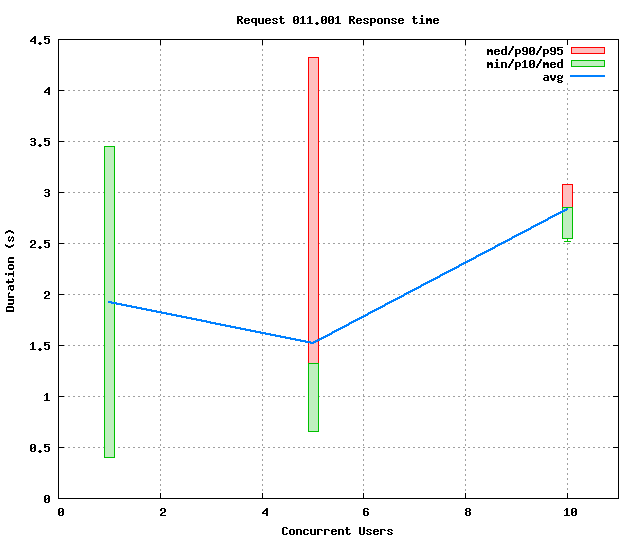 Request 011.001 Response time
4.5
4
3.5
3
2.5
2
1.5
1
0.5
0
Duration (s)
med/p90/p95
min/p10/med
avg
0 2 4 6 8 10
Concurrent Users